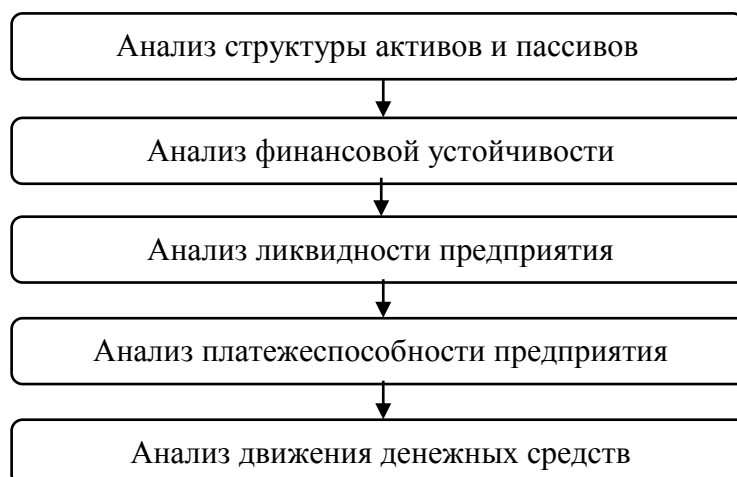 Анализ структуры активов и пассивов
Анализ финансовой устойчивости
Анализ ликвидности предприятия
Анализ платежеспособности предприятия
Анализ движения денежных средств